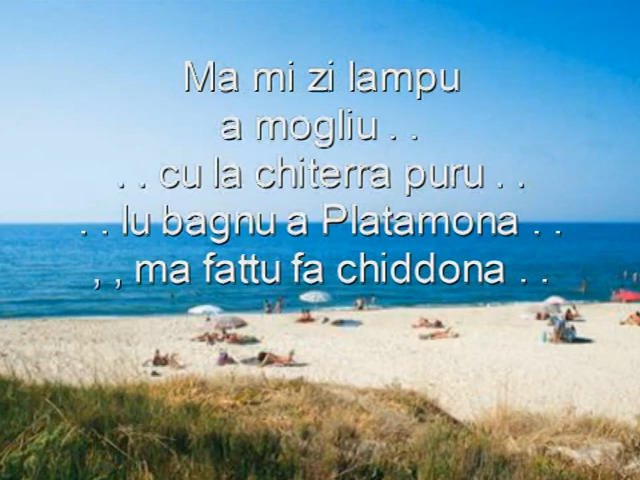 Ma mi zi lampu
a mogliu . .
. . cu la chiterra puru . .
. . lu bagnu a Platamona . .
, , ma fattu fa chiddona . .